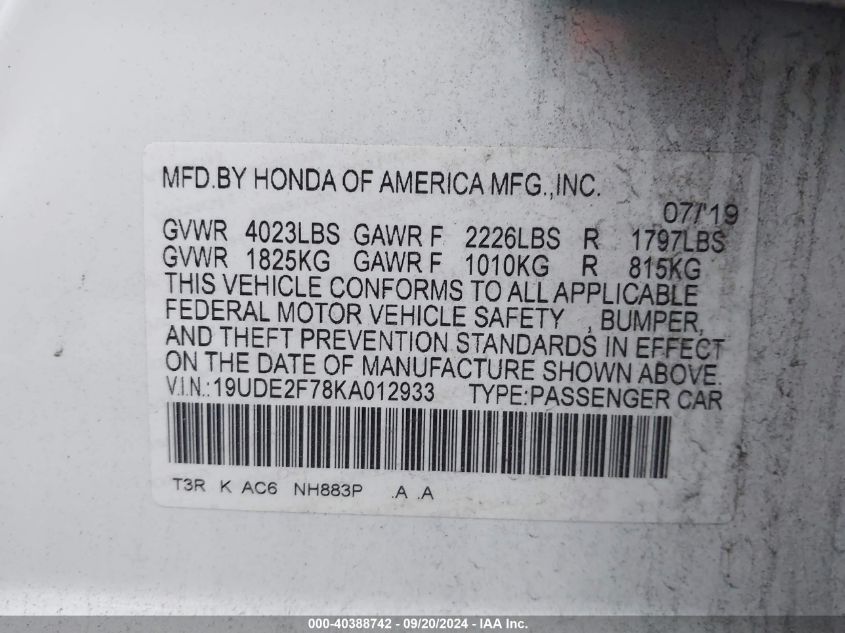 MFD.BY HONDA OF AMERICA MFG.,INC.
07/19
GVWR 4023LBS GAWR F 2226LBS R 1797LBS
GVWR 1825KG GAWR F 1010KG R 815KG
THIS VEHICLE CONFORMS TO ALL APPLICABLE
FEDERAL MOTOR VEHICLE SAFETY , BUMPER,
AND THEFT PREVENTION STANDARDS IN EFFECT
ON THE DATE OF MANUFACTURE SHOWN ABOVE.
V.I.N.:19UDE2F78KA012933 TYPE:PASSENGER CAR
T3R K AC6 NH883P .A .A
000-40388742 - 09/20/2024 - IAA Inc.